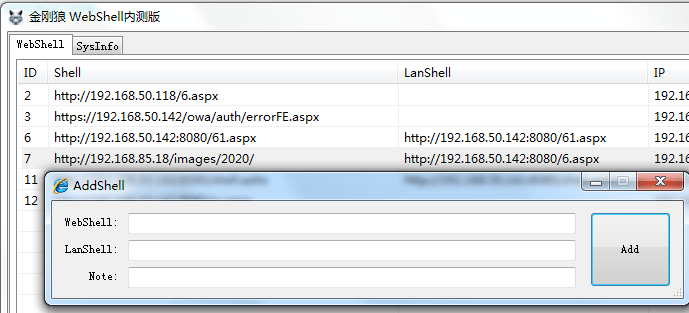 金刚狼 WebShell内测版
WebShell SysInfo
ID Shell LanShell IP
2 http://192.168.50.118/6.aspx 192.16
3 https://192.168.50.142/owa/auth/errorFE.aspx 192.16
6 http://192.168.50.142:8080/61.aspx http://192.168.50.142:8080/61.aspx 192.16
7 http://192.168.85.18/images/2020/ http://192.168.50.142:8080/6.aspx 192.16
11
12
AddShell
WebShell:
LanShell:
Note:
Add